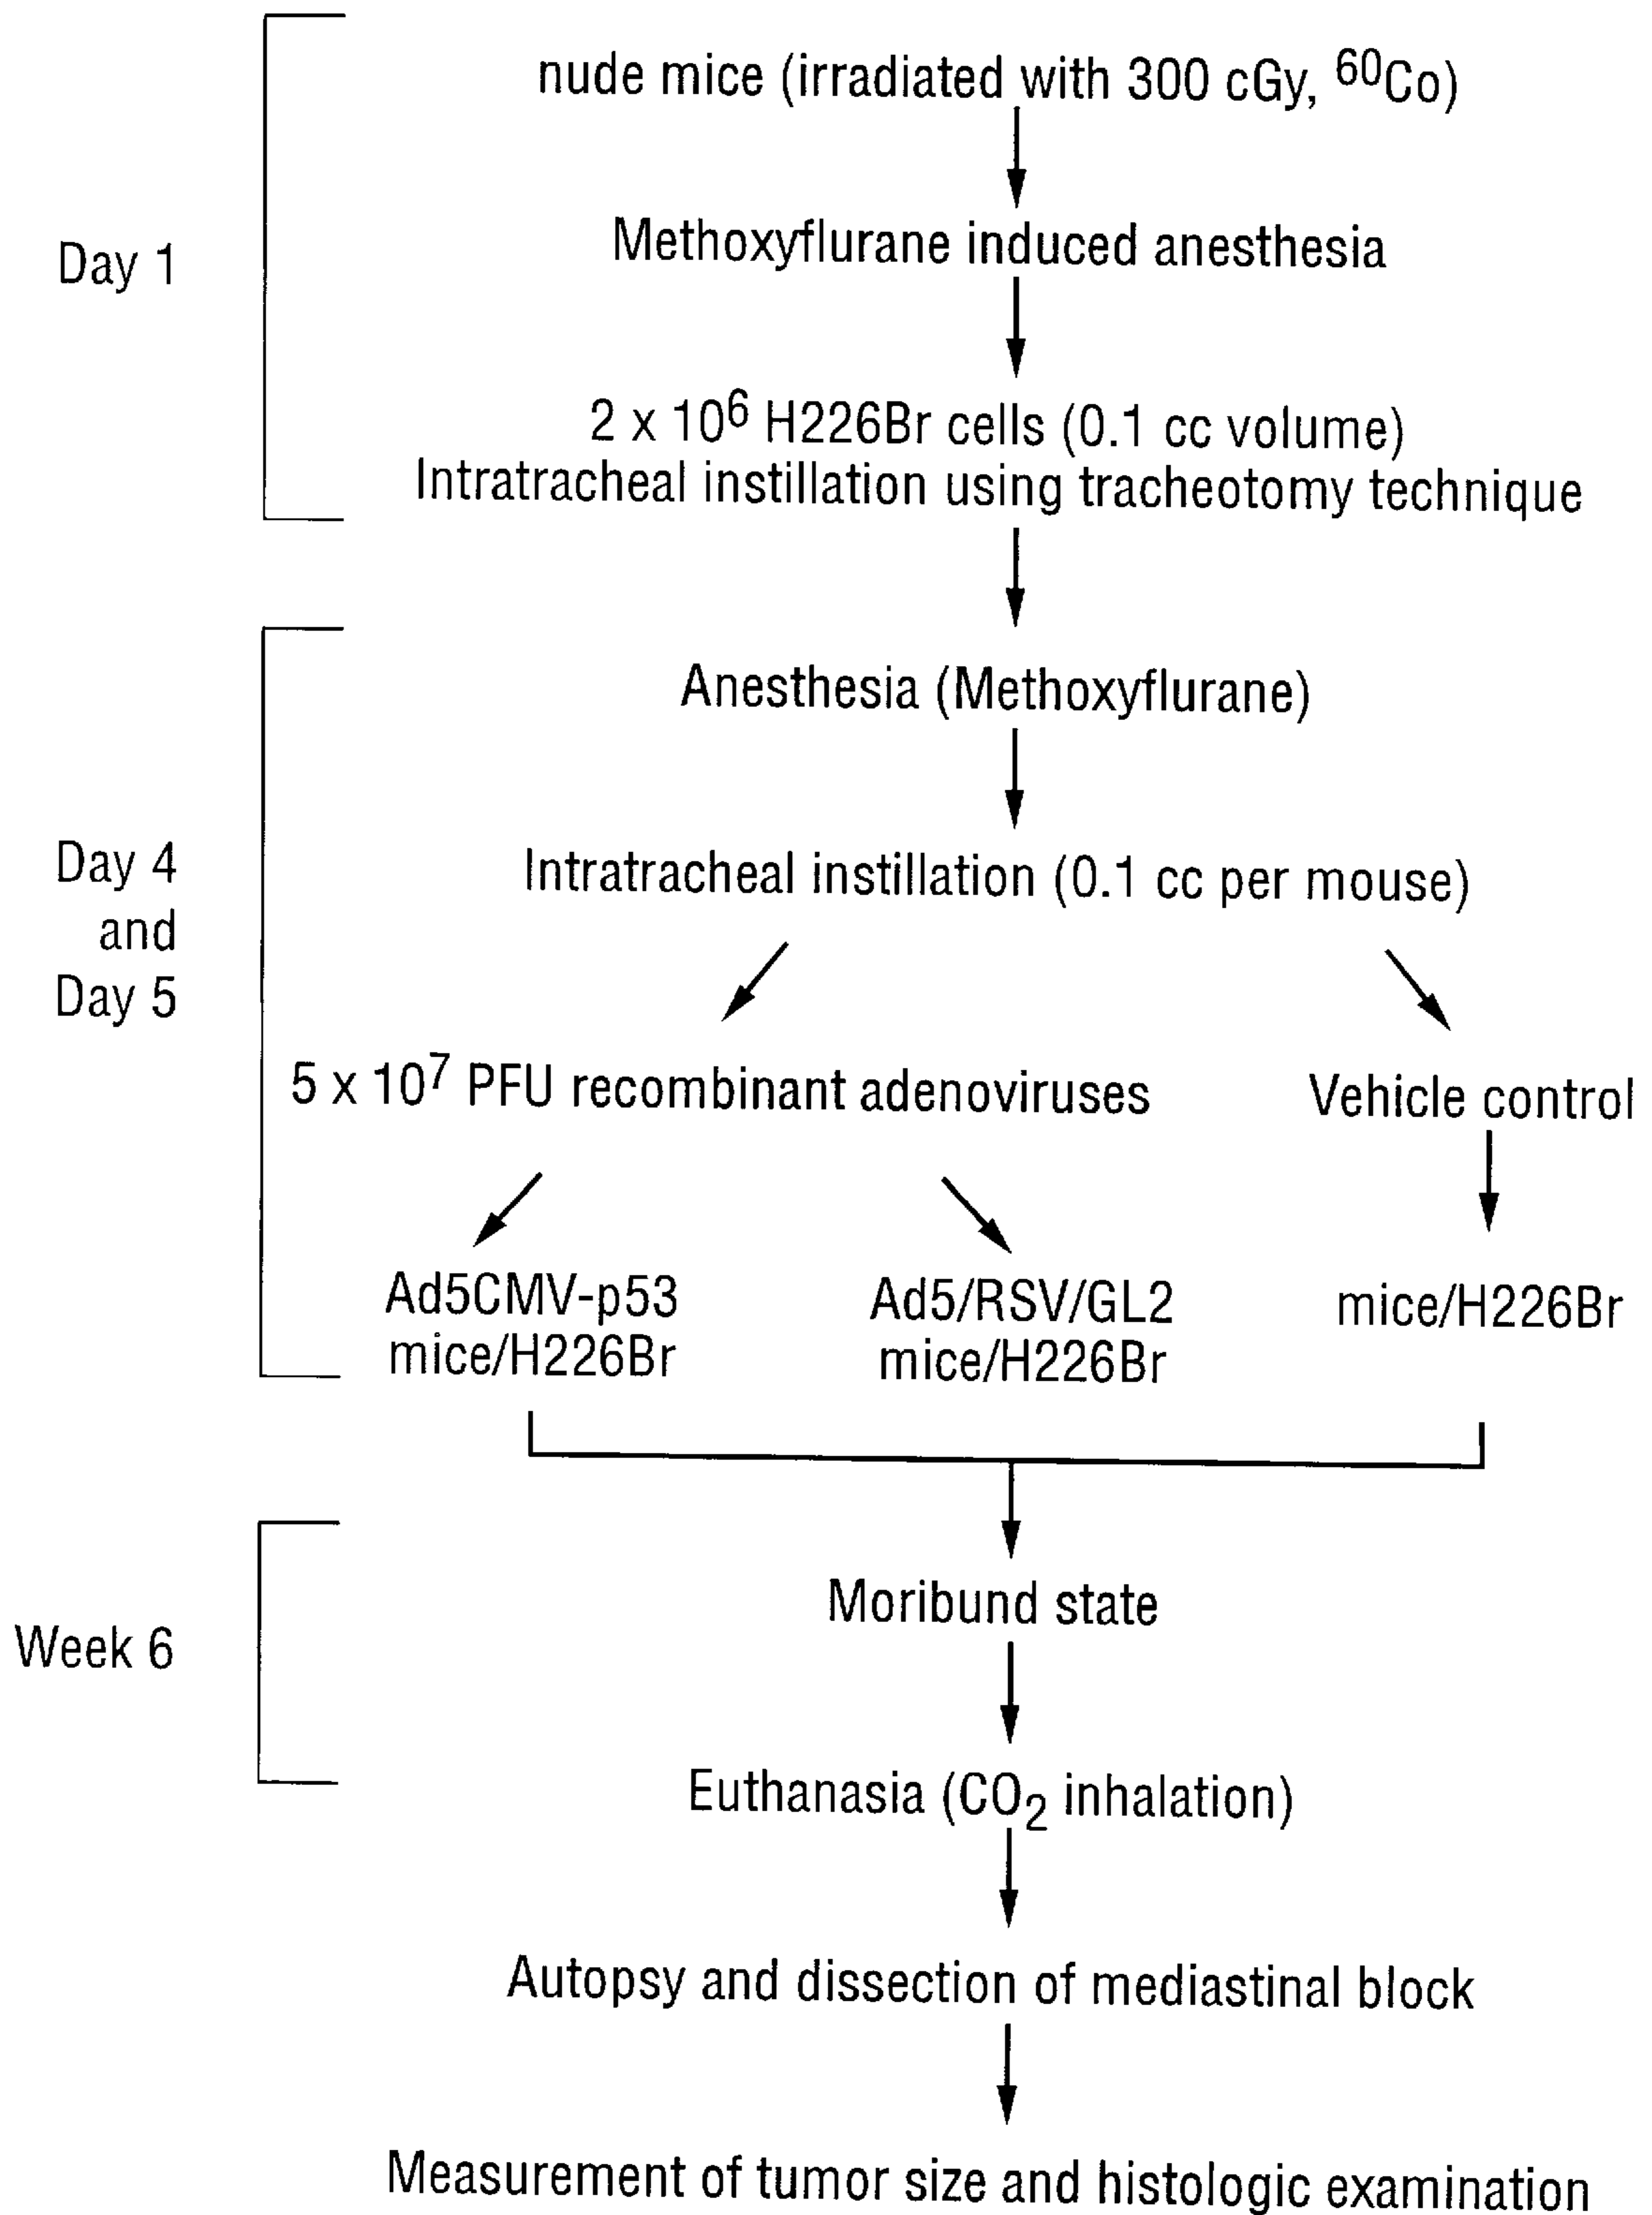 nude mice (irradiated with 300 cGy, ⁶⁰Co)
Day 1
Methoxyflurane induced anesthesia
2 x 10⁶ H226Br cells (0.1 cc volume)
Intratracheal instillation using tracheotomy technique
Day 4
and
Day 5
Anesthesia (Methoxyflurane)
Intratracheal instillation (0.1 cc per mouse)
5 x 10⁷ PFU recombinant adenoviruses
Vehicle control
Ad5CMV-p53
mice/H226Br
Ad5/RSV/GL2
mice/H226Br
mice/H226Br
Week 6
Moribund state
Euthanasia (CO₂ inhalation)
Autopsy and dissection of mediastinal block
Measurement of tumor size and histologic examination